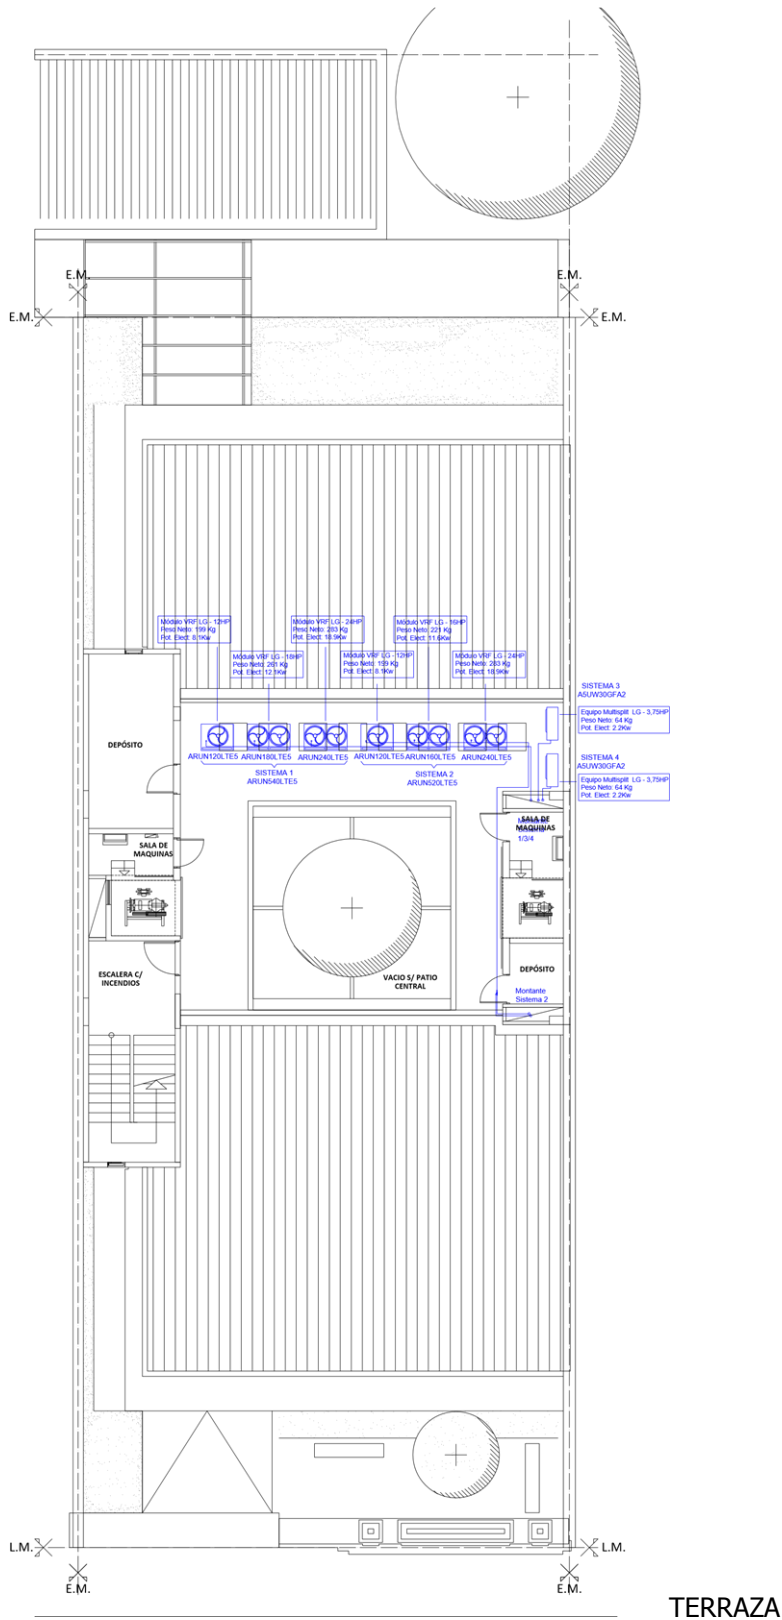 E.M.
E.M.
E.M.
E.M.
Módulo VRF LG - 12HP
Peso Neto: 199 Kg
Pot. Elect: 8.1Kw
Módulo VRF LG - 24HP
Peso Neto: 283 Kg
Pot. Elect: 18.9Kw
Módulo VRF LG - 16HP
Peso Neto: 221 Kg
Pot. Elect: 11.6Kw
Módulo VRF LG - 18HP
Peso Neto: 261 Kg
Pot. Elect: 12.1Kw
Módulo VRF LG - 12HP
Peso Neto: 199 Kg
Pot. Elect: 8.1Kw
Módulo VRF LG - 24HP
Peso Neto: 283 Kg
Pot. Elect: 18.9Kw
SISTEMA 3
A5UW30GFA2
Equipo Multisplit LG - 3,75HP
Peso Neto: 64 Kg
Pot. Elect: 2.2Kw
DEPÓSITO
ARUN120LTE5
ARUN180LTE5
ARUN240LTE5
ARUN120LTE5
ARUN160LTE5
ARUN240LTE5
SISTEMA 1
ARUN540LTE5
SISTEMA 2
ARUN520LTE5
SISTEMA 4
A5UW30GFA2
Equipo Multisplit LG - 3,75HP
Peso Neto: 64 Kg
Pot. Elect: 2.2Kw
SALA DE
MAQUINAS
1/3/4
SALA DE
MAQUINAS
ESCALERA C/
INCENDIOS
VACIO S/ PATIO
CENTRAL
DEPÓSITO
Montante
Sistema 2
L.M.
L.M.
E.M.
E.M.
TERRAZA